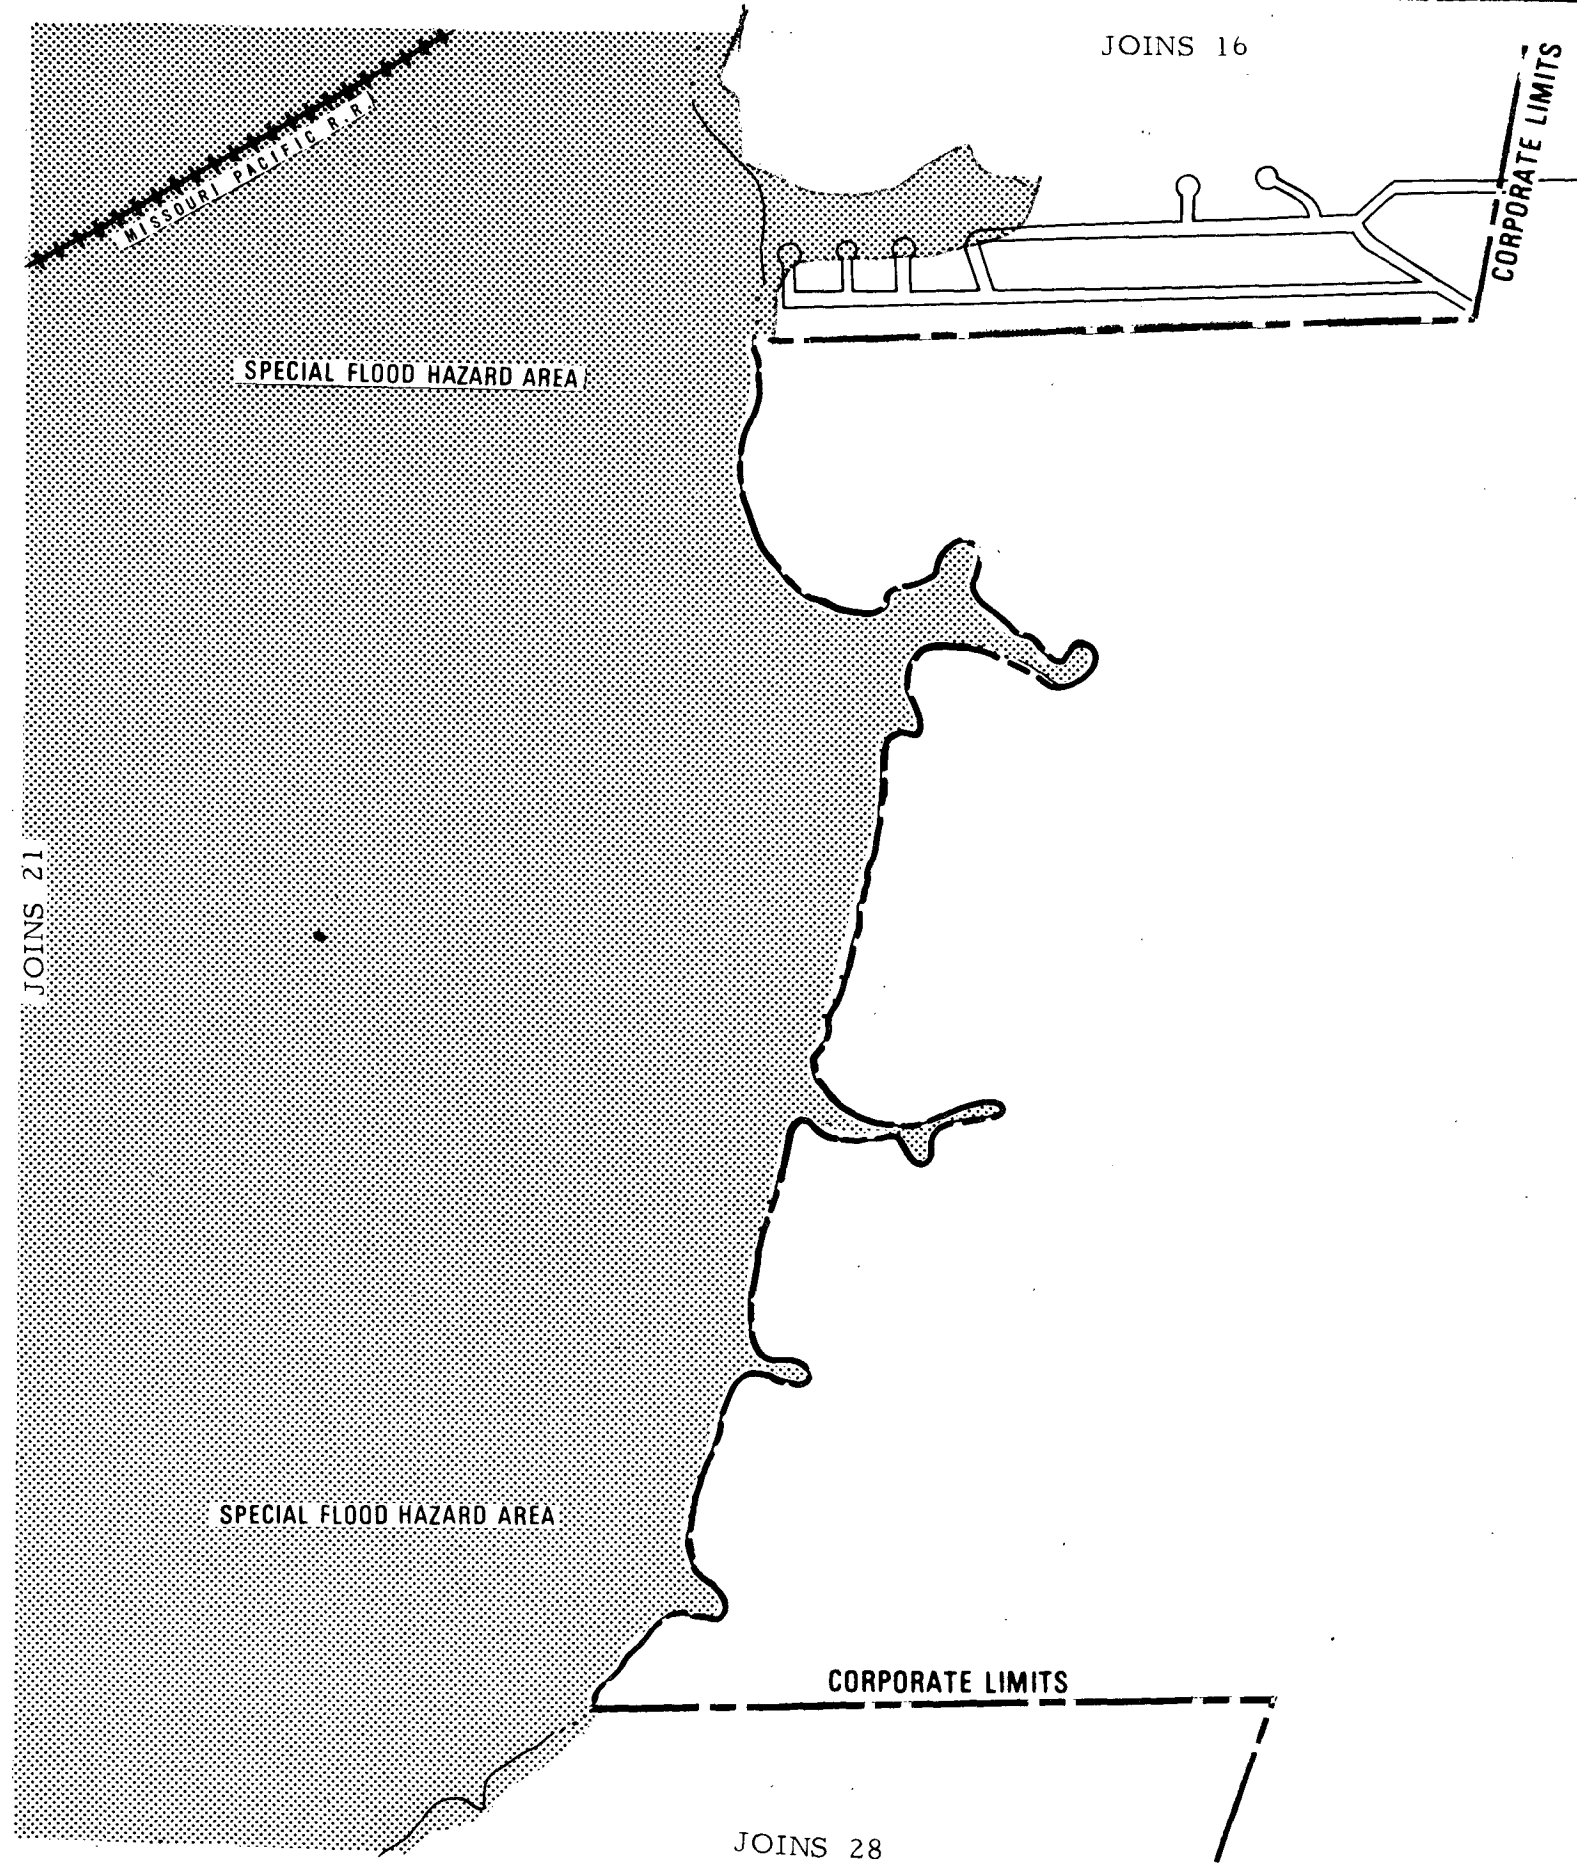 JOINS 16
CORPORATE LIMITS
MISSOURI PACIFIC R.R.
SPECIAL FLOOD HAZARD AREA
JOINS 21
SPECIAL FLOOD HAZARD AREA
CORPORATE LIMITS
JOINS 28